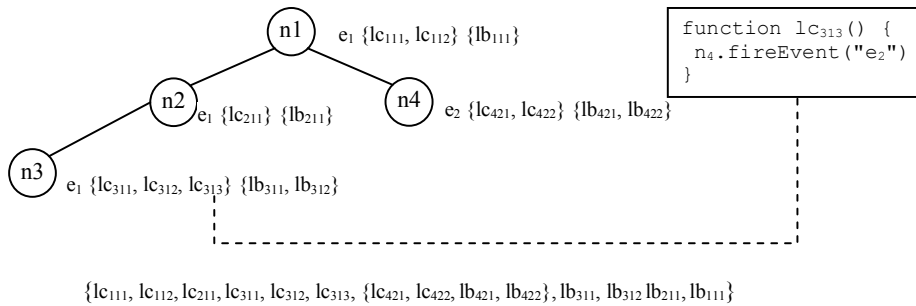 n1
e₁ {lc₁₁₁, lc₁₁₂} {lb₁₁₁}
function lc₃₁₃() {
n₄.fireEvent("e₂")
}
n2
e₁ {lc₂₁₁} {lb₂₁₁}
n4
e₂ {lc₄₂₁, lc₄₂₂} {lb₄₂₁, lb₄₂₂}
n3
e₁ {lc₃₁₁, lc₃₁₂, lc₃₁₃} {lb₃₁₁, lb₃₁₂}
{lc₁₁₁, lc₁₁₂, lc₂₁₁, lc₃₁₁, lc₃₁₂, lc₃₁₃, {lc₄₂₁, lc₄₂₂, lb₄₂₁, lb₄₂₂}, lb₃₁₁, lb₃₁₂ lb₂₁₁, lb₁₁₁}